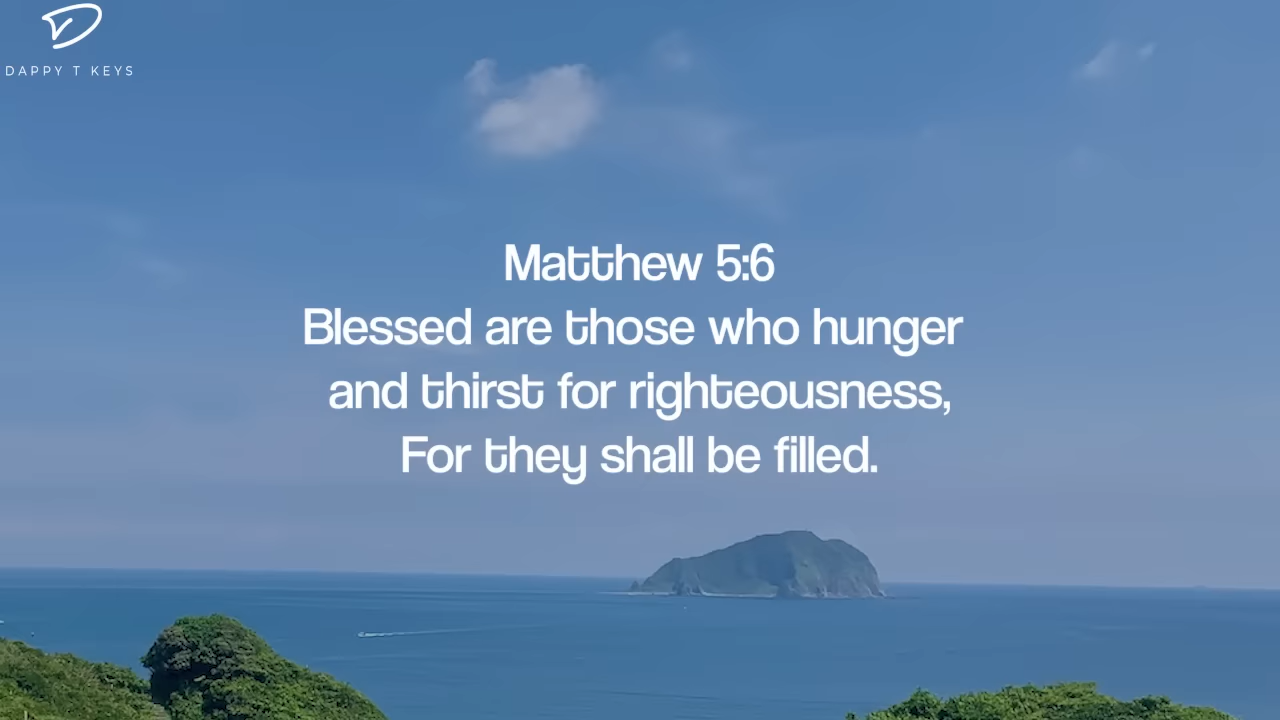 DAPPY T KEYS
Matthew 5:6
Blessed are those who hunger
and thirst for righteousness,
For they shall be filled.